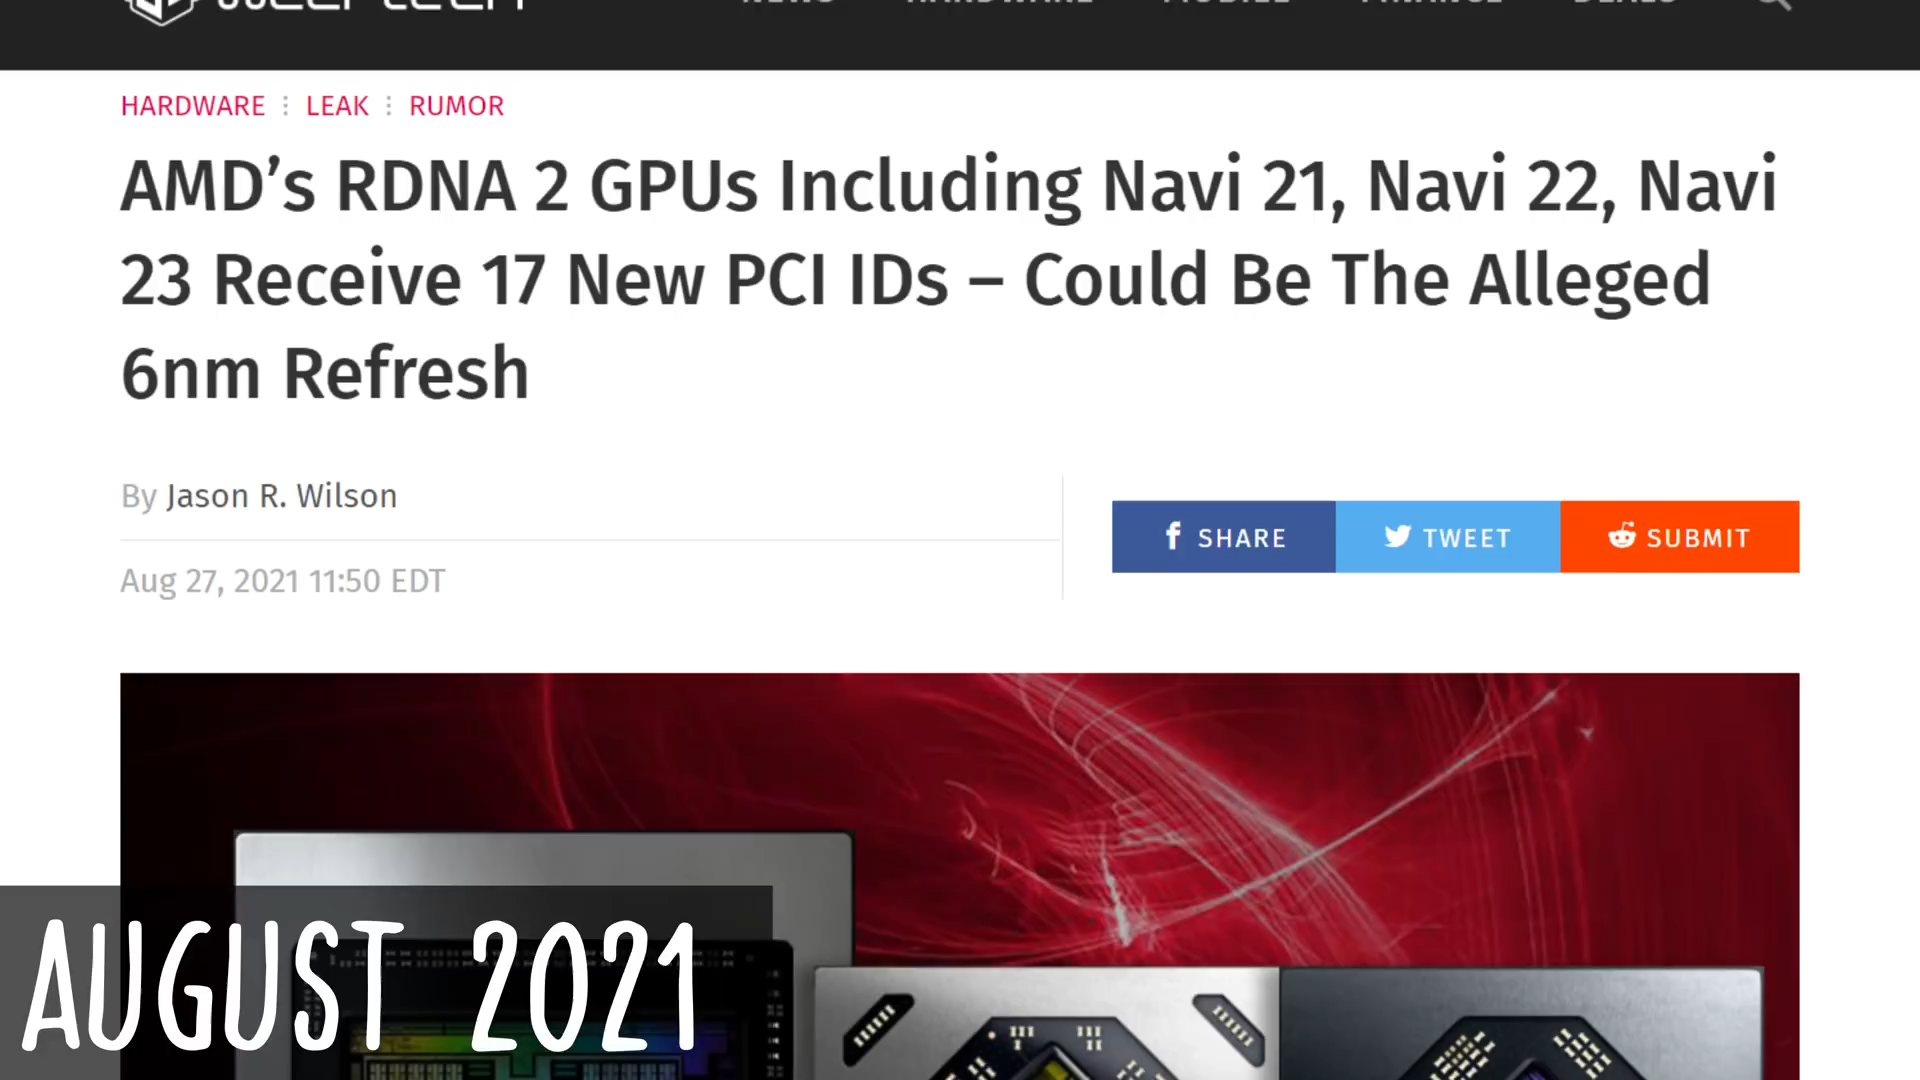 HARDWARE LEAK RUMOR
AMD’s RDNA 2 GPUs Including Navi 21, Navi 22, Navi
23 Receive 17 New PCI IDs – Could Be The Alleged
6nm Refresh
By Jason R. Wilson
SHARE TWEET SUBMIT
Aug 27, 2021 11:50 EDT
AUGUST 2021